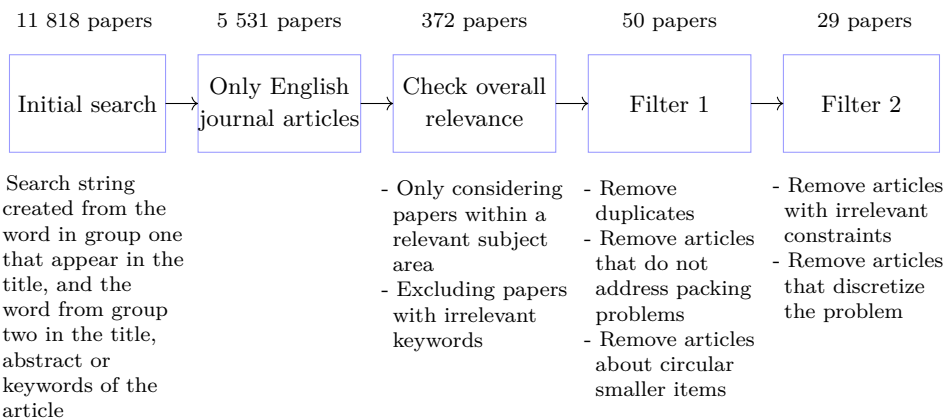 11 818 papers
5 531 papers
372 papers
50 papers
29 papers
Initial search
Only English
journal articles
Check overall
relevance
Filter 1
Filter 2
Search string
created from the
word in group one
that appear in the
title, and the
word from group
two in the title,
abstract or
keywords of the
article
- Only considering
papers within a
relevant subject
area
- Excluding papers
with irrelevant
keywords
- Remove
duplicates
- Remove articles
that do not
address packing
problems
- Remove articles
about circular
smaller items
- Remove articles
with irrelevant
constraints
- Remove articles
that discretize
the problem